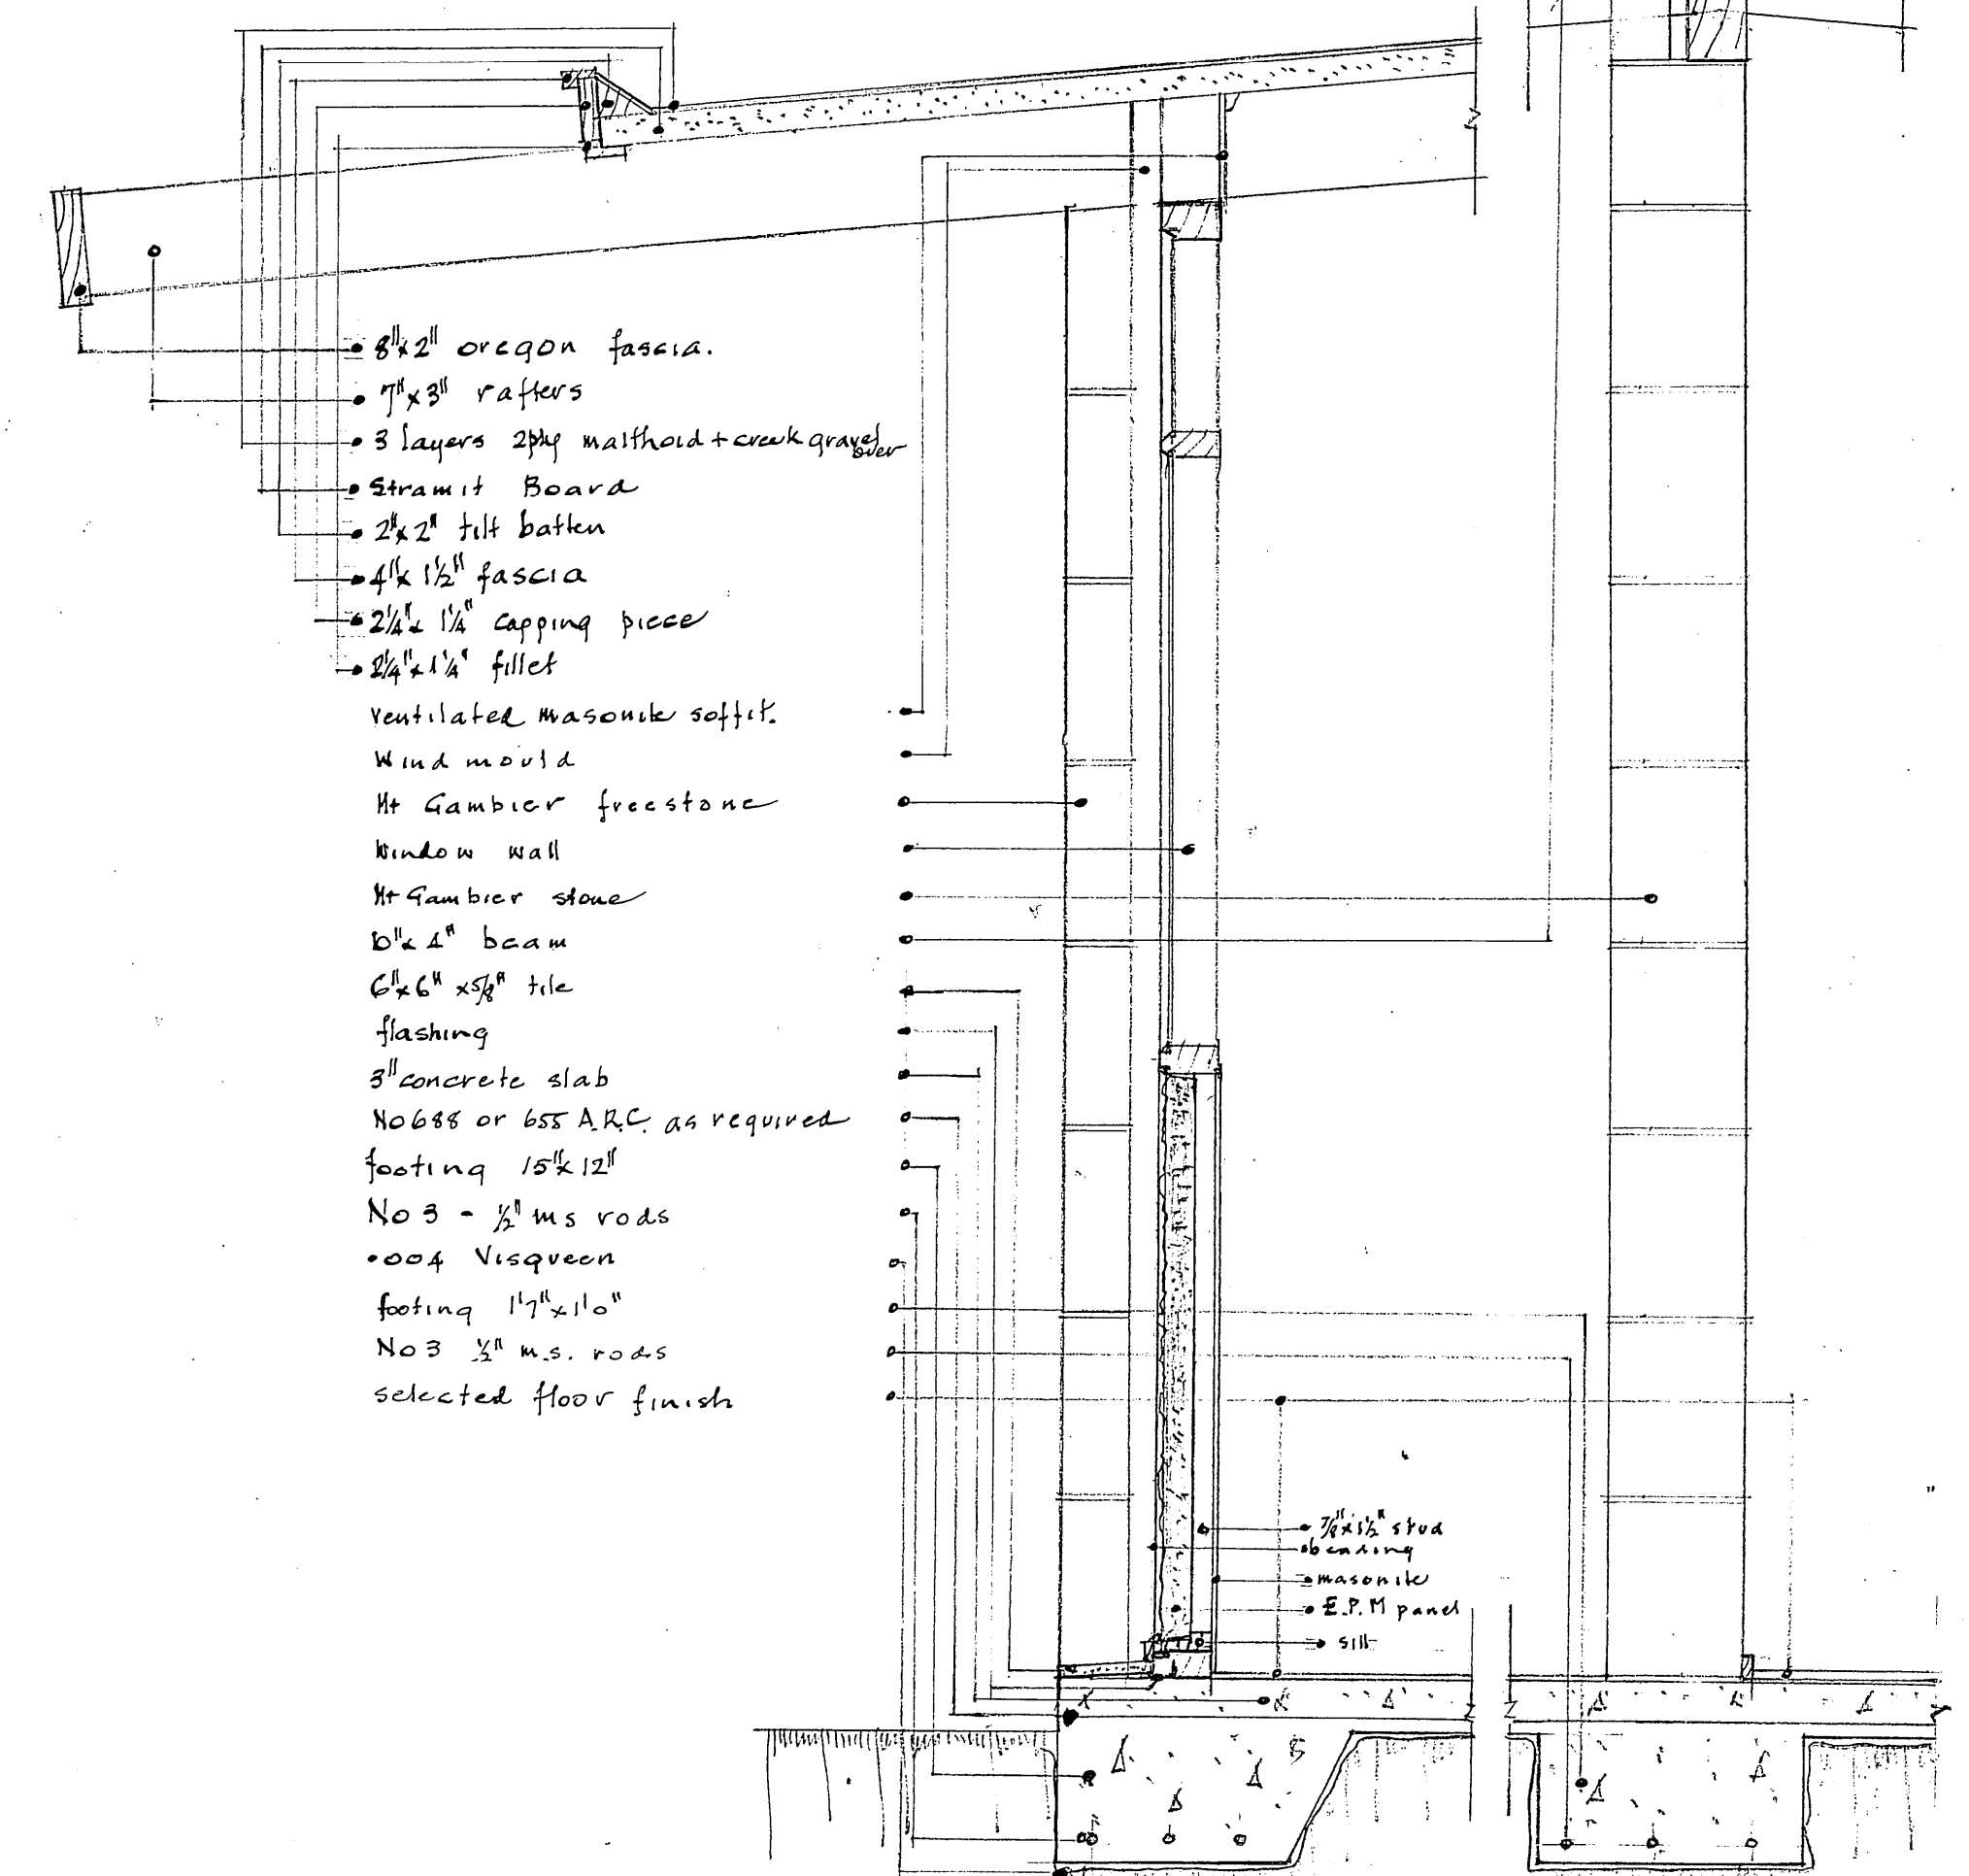 8"x2" oregon fascia.
7"x3" rafters
3 layers 2ply malthoid + creek gravel over
Stramit Board
2"x2" tilt batten
4"x 1½" fascia
2¼"x 1¼" capping piece
2¼"x 1¼" fillet
Ventilated masonite soffit.
Wind mould
Mt Gambier freestone
Window wall
Mt Gambier stone
10"x 4" beam
6"x6" x5/8" tile
flashing
3" concrete slab
No 688 or 655 A.R.C. as required
footing 15"x 12"
No 3 - ½" ms rods
.004 Visqueen
footing 1'7"x1'0"
No 3 ½" m.s. rods
selected floor finish
7/8"x1½" stud
beading
masonite
E.P.M panel
sill